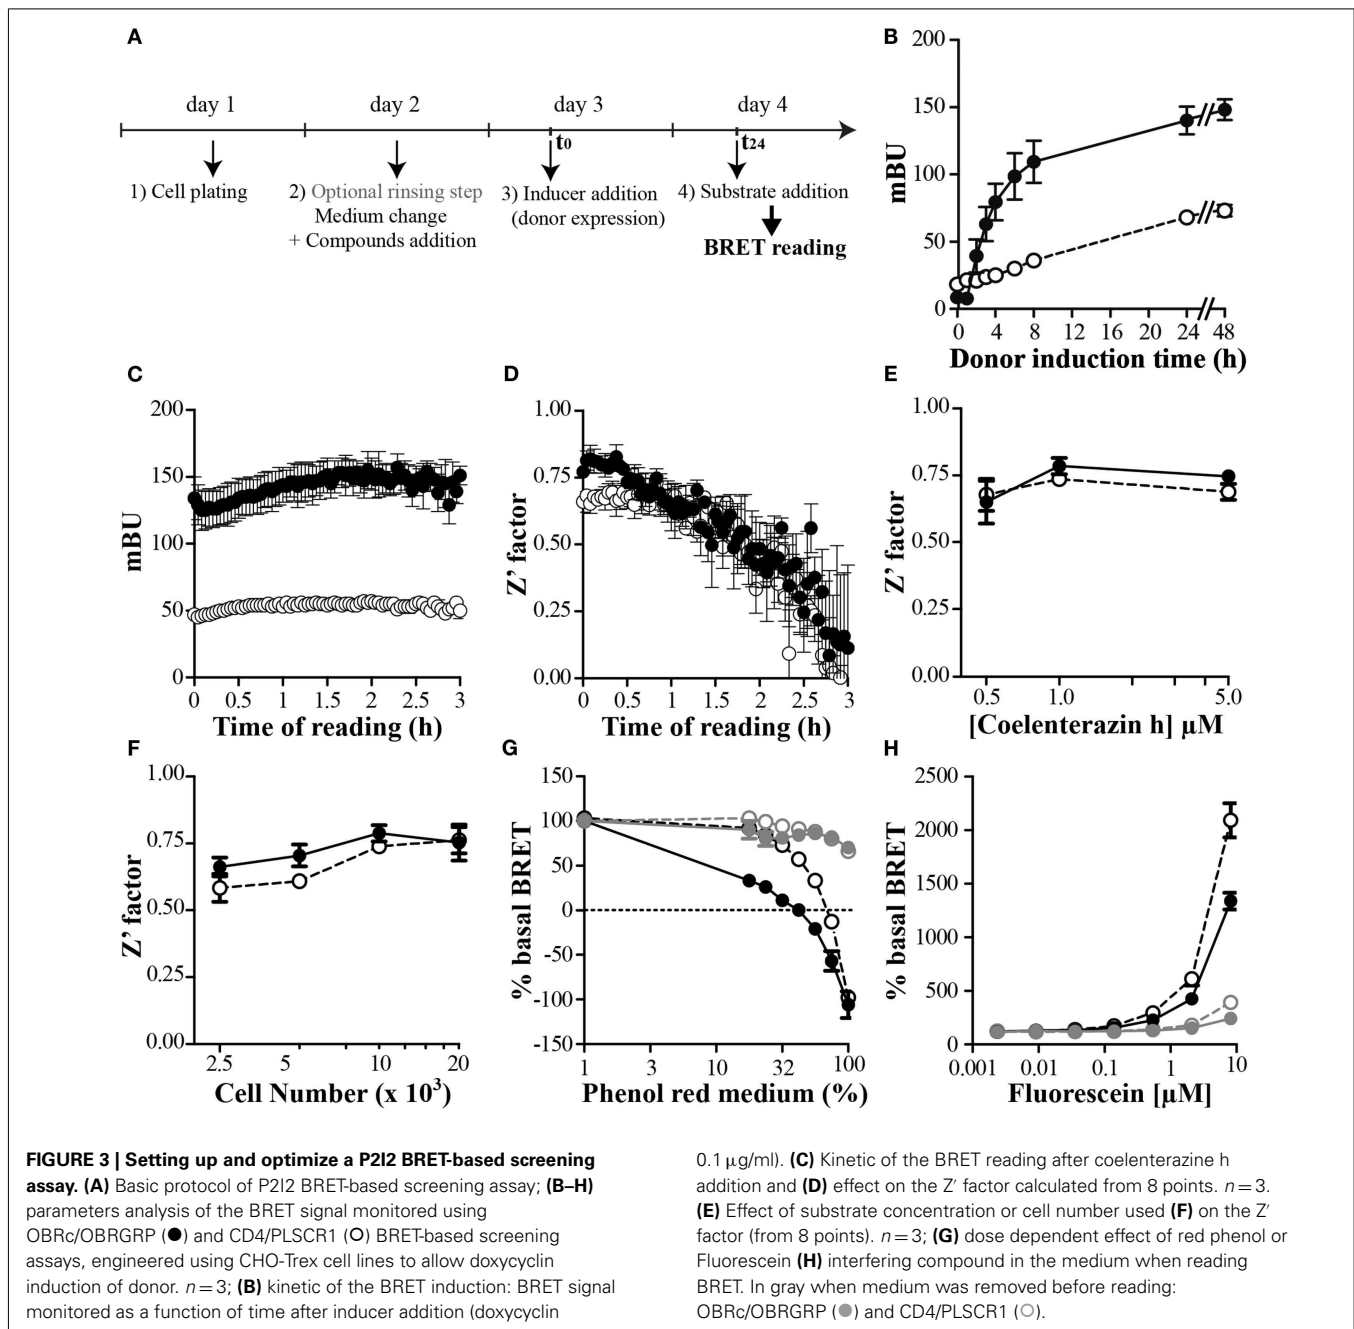 A
day 1
day 2
day 3
day 4
t0
t24
1) Cell plating
2) Optional rinsing step
Medium change
+ Compounds addition
3) Inducer addition
(donor expression)
4) Substrate addition
BRET reading
B
mBU
200
150
100
50
0
0 4 8 12 16 20 24 48
Donor induction time (h)
C
mBU
200
150
100
50
0
0 0.5 1 1.5 2 2.5 3
Time of reading (h)
D
Z' factor
1.00
0.75
0.50
0.25
0.00
0 0.5 1 1.5 2 2.5 3
Time of reading (h)
E
Z' factor
1.00
0.75
0.50
0.25
0.00
0.5 1.0 5.0
[Coelenterazin h] µM
F
Z' factor
1.00
0.75
0.50
0.25
0.00
2.5 5 10 20
Cell Number (x 10³)
G
% basal BRET
150
100
50
0
-50
-100
-150
1 3 10 32 100
Phenol red medium (%)
H
% basal BRET
2500
2000
1500
1000
500
0
0.001 0.01 0.1 1 10
Fluorescein [µM]
FIGURE 3 | Setting up and optimize a P2I2 BRET-based screening
assay. (A) Basic protocol of P2I2 BRET-based screening assay; (B–H)
parameters analysis of the BRET signal monitored using
OBRc/OBRGRP (●) and CD4/PLSCR1 (○) BRET-based screening
assays, engineered using CHO-Trex cell lines to allow doxycyclin
induction of donor. n = 3; (B) kinetic of the BRET induction: BRET signal
monitored as a function of time after inducer addition (doxycyclin
0.1 µg/ml). (C) Kinetic of the BRET reading after coelenterazine h
addition and (D) effect on the Z' factor calculated from 8 points. n = 3.
(E) Effect of substrate concentration or cell number used (F) on the Z'
factor (from 8 points). n = 3; (G) dose dependent effect of red phenol or
Fluorescein (H) interfering compound in the medium when reading
BRET. In gray when medium was removed before reading:
OBRc/OBRGRP (●) and CD4/PLSCR1 (○).